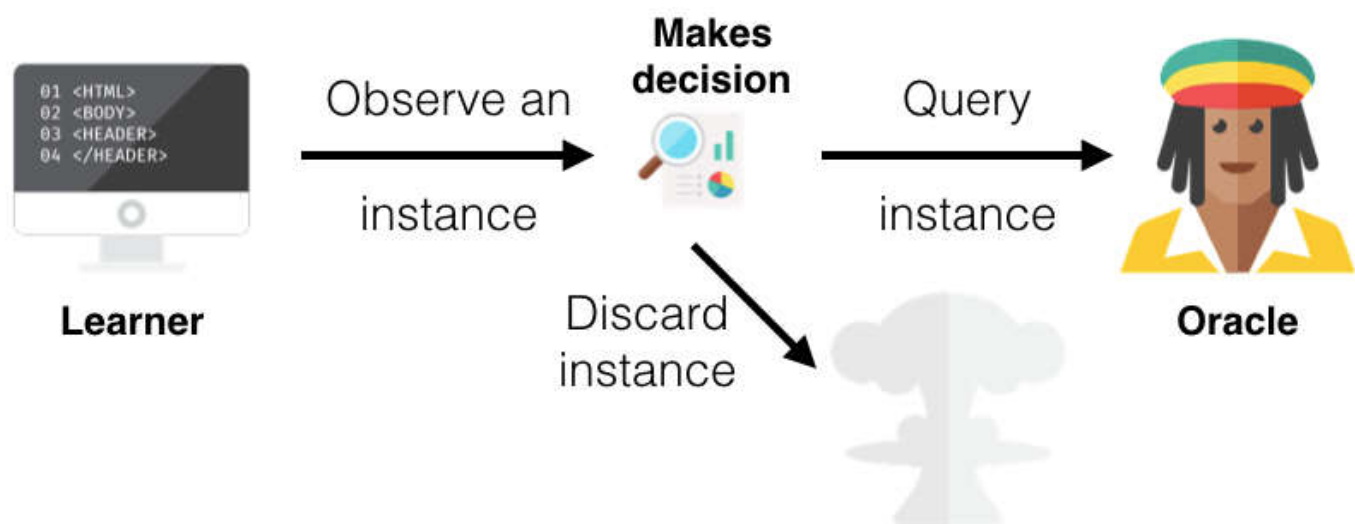 Makes
decision
01 <HTML>
02 <BODY>
03 <HEADER>
04 </HEADER>
Observe an
instance
Query
instance
Discard
instance
Learner
Oracle